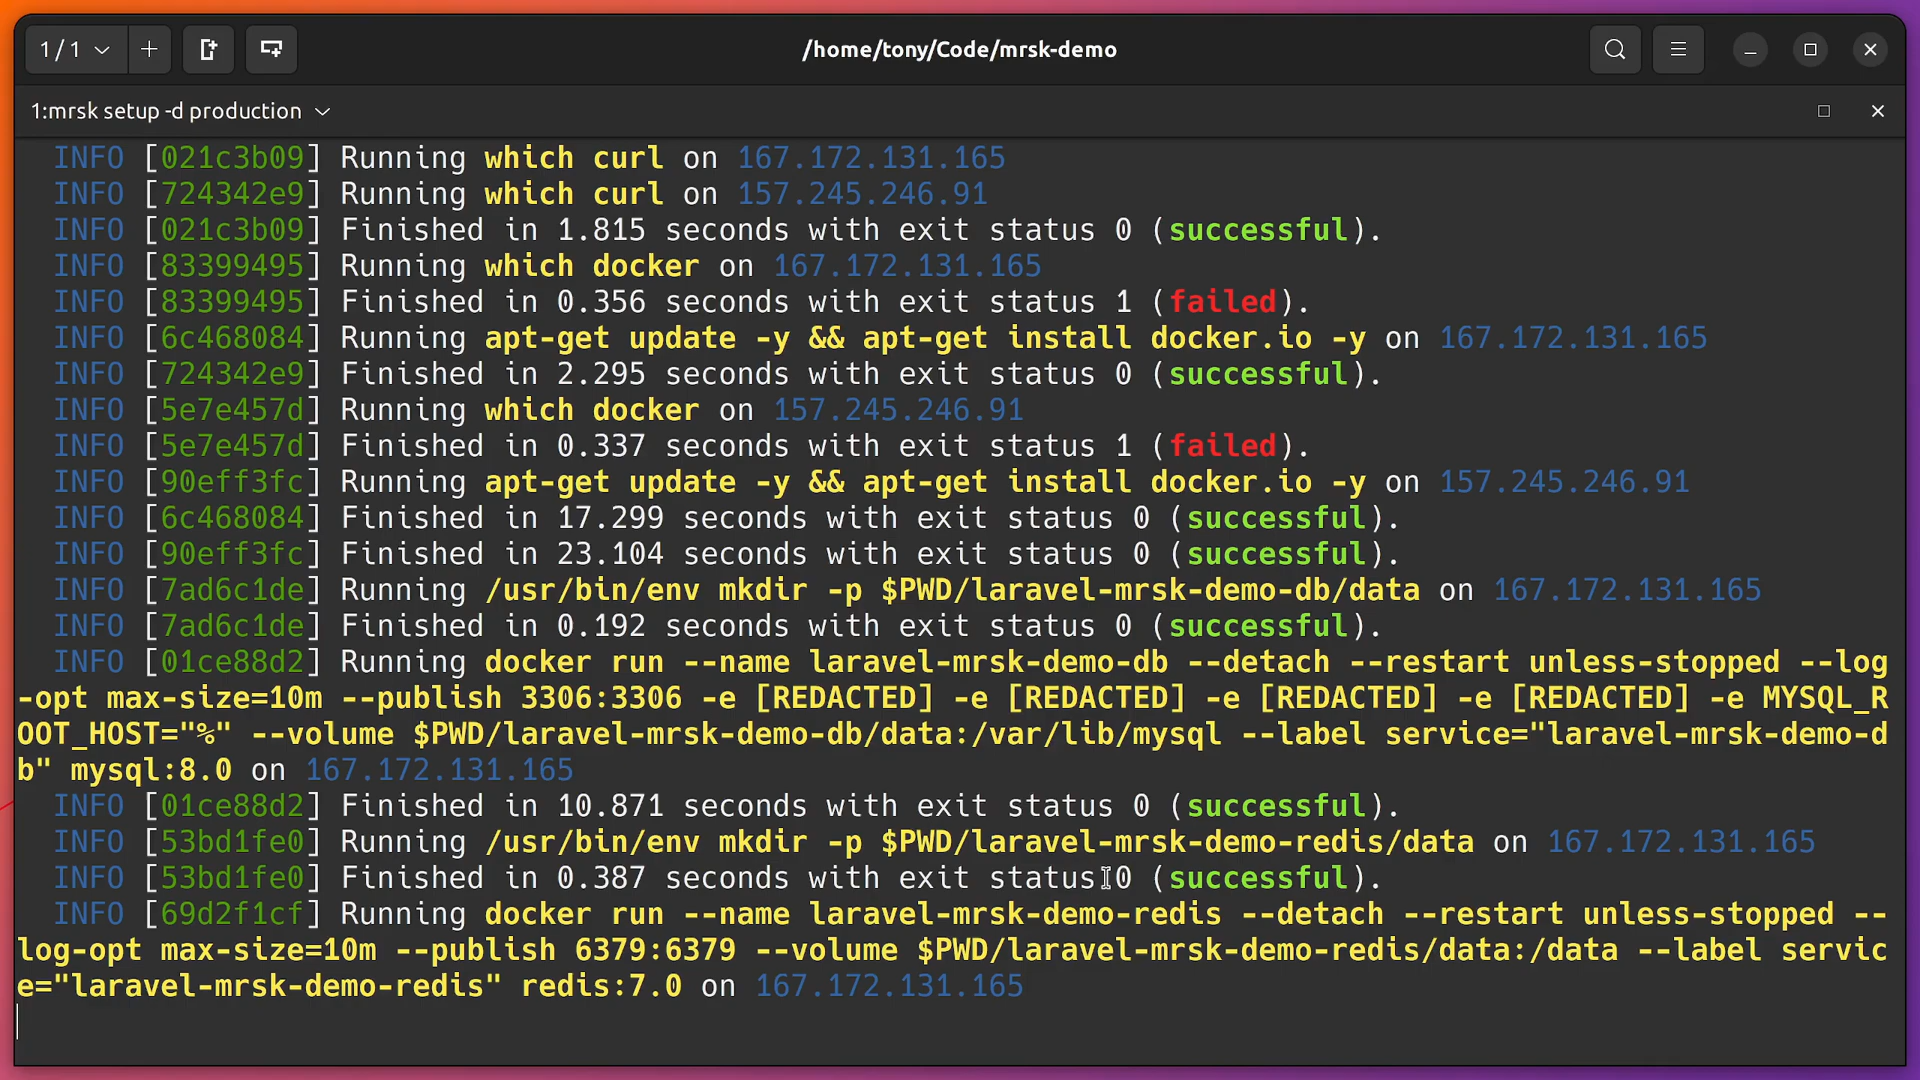 1 / 1
/home/tony/Code/mrsk-demo
1:mrsk setup -d production
INFO [021c3b09] Running which curl on 167.172.131.165
INFO [724342e9] Running which curl on 157.245.246.91
INFO [021c3b09] Finished in 1.815 seconds with exit status 0 (successful).
INFO [83399495] Running which docker on 167.172.131.165
INFO [83399495] Finished in 0.356 seconds with exit status 1 (failed).
INFO [6c468084] Running apt-get update -y && apt-get install docker.io -y on 167.172.131.165
INFO [724342e9] Finished in 2.295 seconds with exit status 0 (successful).
INFO [5e7e457d] Running which docker on 157.245.246.91
INFO [5e7e457d] Finished in 0.337 seconds with exit status 1 (failed).
INFO [90eff3fc] Running apt-get update -y && apt-get install docker.io -y on 157.245.246.91
INFO [6c468084] Finished in 17.299 seconds with exit status 0 (successful).
INFO [90eff3fc] Finished in 23.104 seconds with exit status 0 (successful).
INFO [7ad6c1de] Running /usr/bin/env mkdir -p $PWD/laravel-mrsk-demo-db/data on 167.172.131.165
INFO [7ad6c1de] Finished in 0.192 seconds with exit status 0 (successful).
INFO [01ce88d2] Running docker run --name laravel-mrsk-demo-db --detach --restart unless-stopped --log
-opt max-size=10m --publish 3306:3306 -e [REDACTED] -e [REDACTED] -e [REDACTED] -e [REDACTED] -e MYSQL_R
OOT_HOST="%" --volume $PWD/laravel-mrsk-demo-db/data:/var/lib/mysql --label service="laravel-mrsk-demo-d
b" mysql:8.0 on 167.172.131.165
INFO [01ce88d2] Finished in 10.871 seconds with exit status 0 (successful).
INFO [53bd1fe0] Running /usr/bin/env mkdir -p $PWD/laravel-mrsk-demo-redis/data on 167.172.131.165
INFO [53bd1fe0] Finished in 0.387 seconds with exit status 0 (successful).
INFO [69d2f1cf] Running docker run --name laravel-mrsk-demo-redis --detach --restart unless-stopped --
log-opt max-size=10m --publish 6379:6379 --volume $PWD/laravel-mrsk-demo-redis/data:/data --label servic
e="laravel-mrsk-demo-redis" redis:7.0 on 167.172.131.165